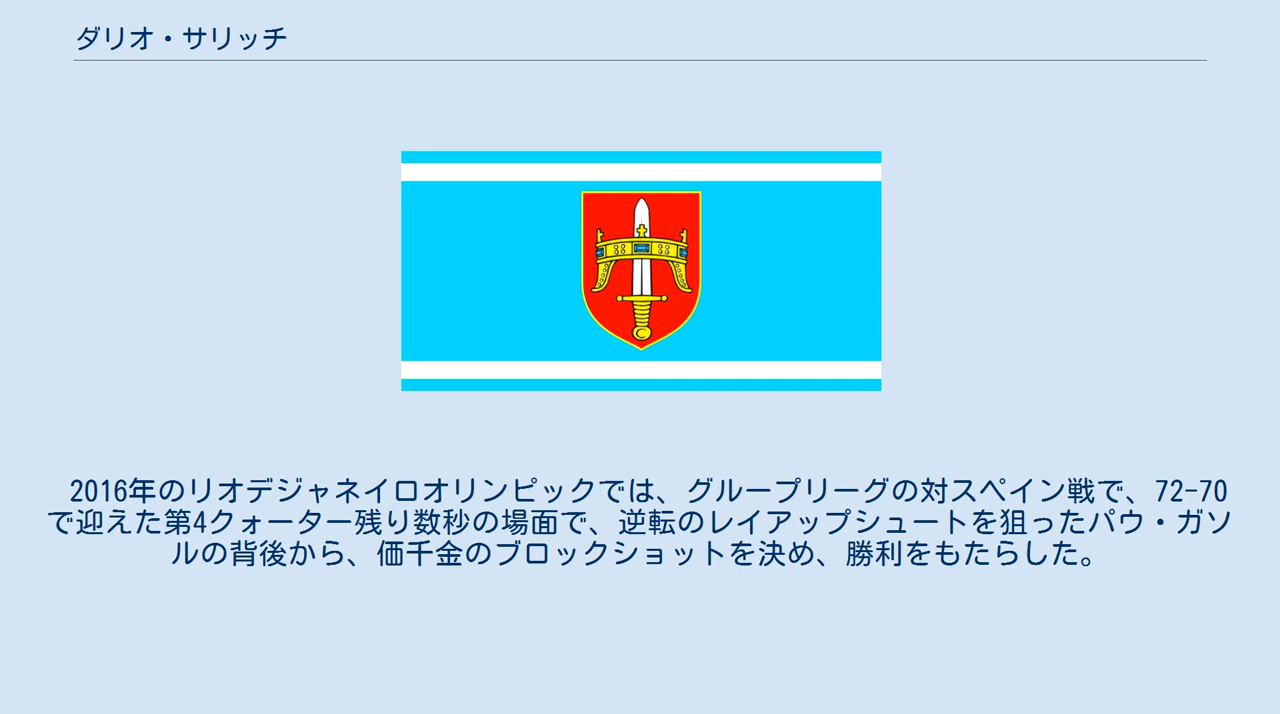 ダリオ・サリッチ
2016年のリオデジャネイロオリンピックでは、グループリーグの対スペイン戦で、72-70
で迎えた第4クォーター残り数秒の場面で、逆転のレイアップシュートを狙ったパウ・ガソ
ルの背後から、価千金のブロックショットを決め、勝利をもたらした。